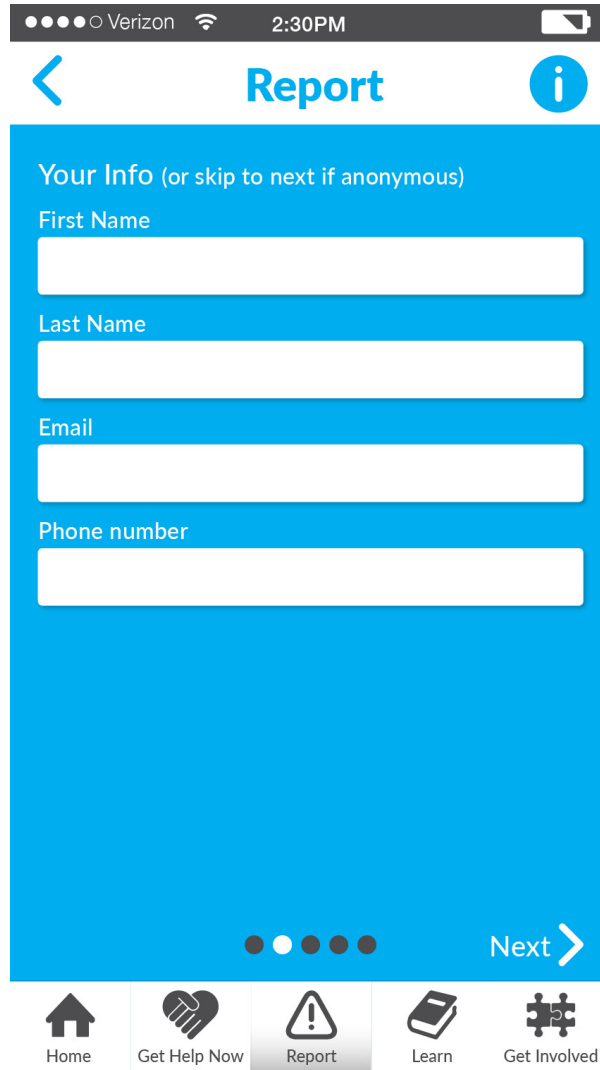 Verizon 2:30PM
Report
Your Info (or skip to next if anonymous)
First Name
Last Name
Email
Phone number
Next
Home Get Help Now Report Learn Get Involved